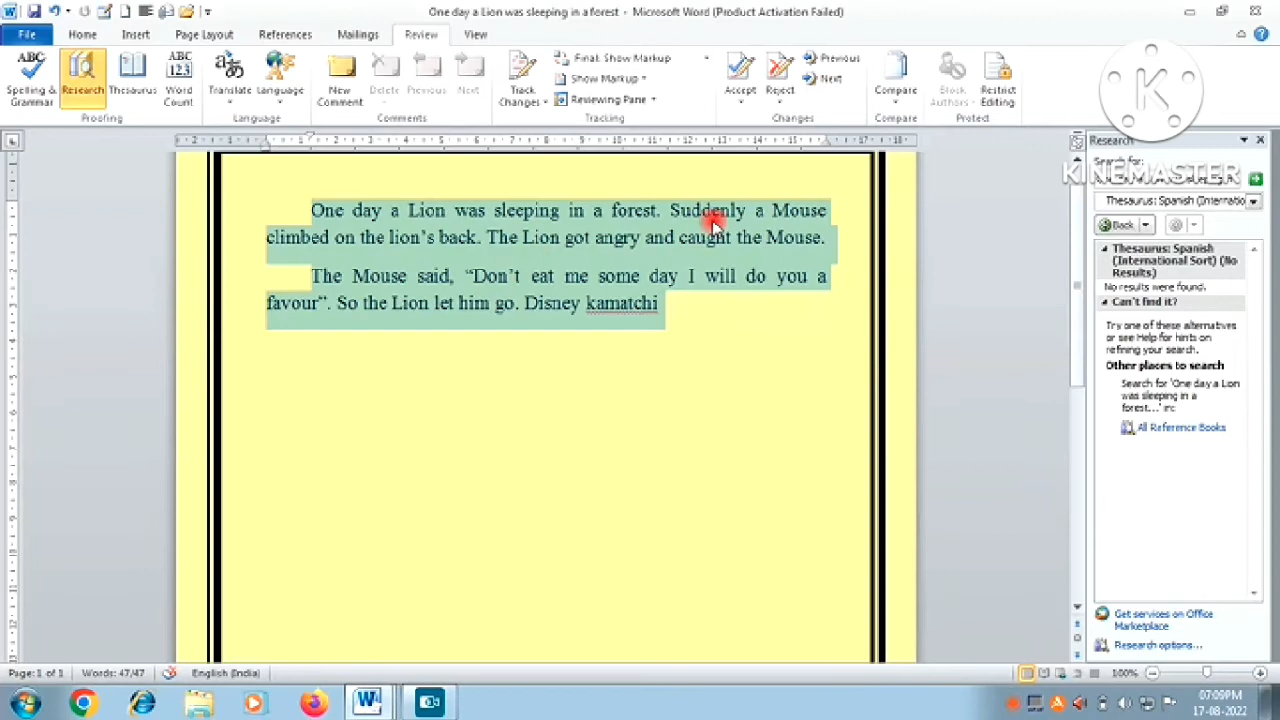 One day a Lion was sleeping in a forest - Microsoft Word (Product Activation Failed)
File Home Insert Page Layout References Mailings Review View
Spelling & Grammar Research Thesaurus Word Count Translate Language New Comment Delete Previous Next Track Changes Final: Show Markup Show Markup Reviewing Pane Accept Reject Previous Next Compare Stock Authors Restrict Editing
Proofing Language Comments Tracking Changes Compare Protect
K
KINEMASTER
One day a Lion was sleeping in a forest. Suddenly a Mouse
climbed on the lion’s back. The Lion got angry and caught the Mouse.
The Mouse said, “Don’t eat me some day I will do you a
favour”. So the Lion let him go. Disney kamatchi
Research
Search for:
Thesaurus: Spanish (Internatio
Back
Thesaurus: Spanish
(International Sort) (No
Results)
No results were found.
Can't find it?
Try one of these alternatives
or see Help for hints on
refining your search.
Other places to search
Search for 'One day a Lion
was sleeping in a
forest...' in:
All Reference Books
Get services on Office
Marketplace
Research options...
Page: 1 of 1 Words: 47/47 English (India) 100%
07:09PM
17-08-2022